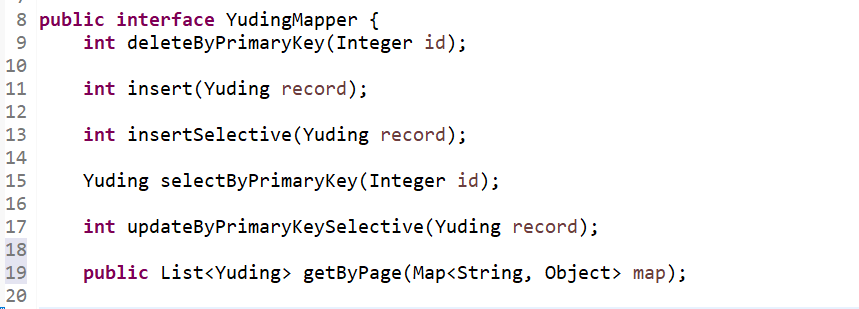 8 public interface YudingMapper {
9 int deleteByPrimaryKey(Integer id);
10
11 int insert(Yuding record);
12
13 int insertSelective(Yuding record);
14
15 Yuding selectByPrimaryKey(Integer id);
16
17 int updateByPrimaryKeySelective(Yuding record);
18
19 public List<Yuding> getByPage(Map<String, Object> map);
20